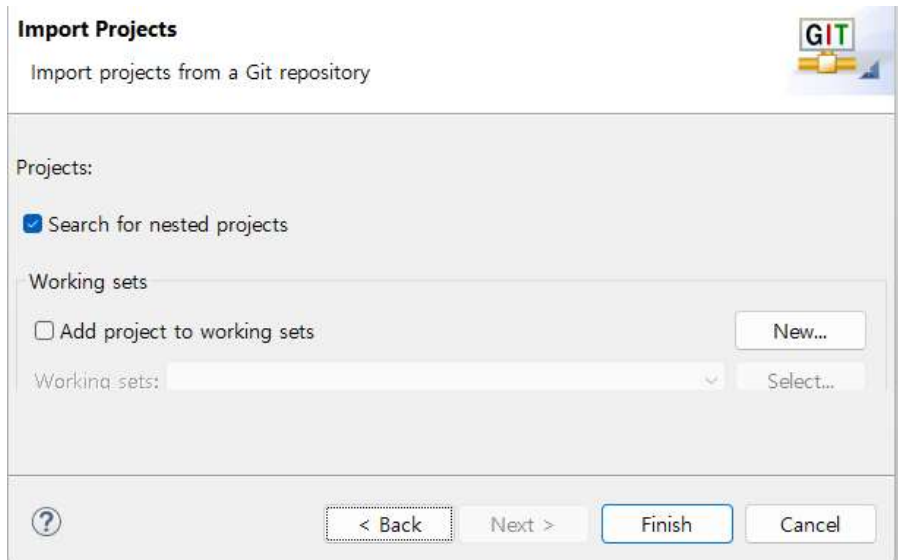 Import Projects
GIT
Import projects from a Git repository
Projects:
Search for nested projects
Working sets
Add project to working sets
New...
Working sets:
Select...
?
< Back
Next >
Finish
Cancel